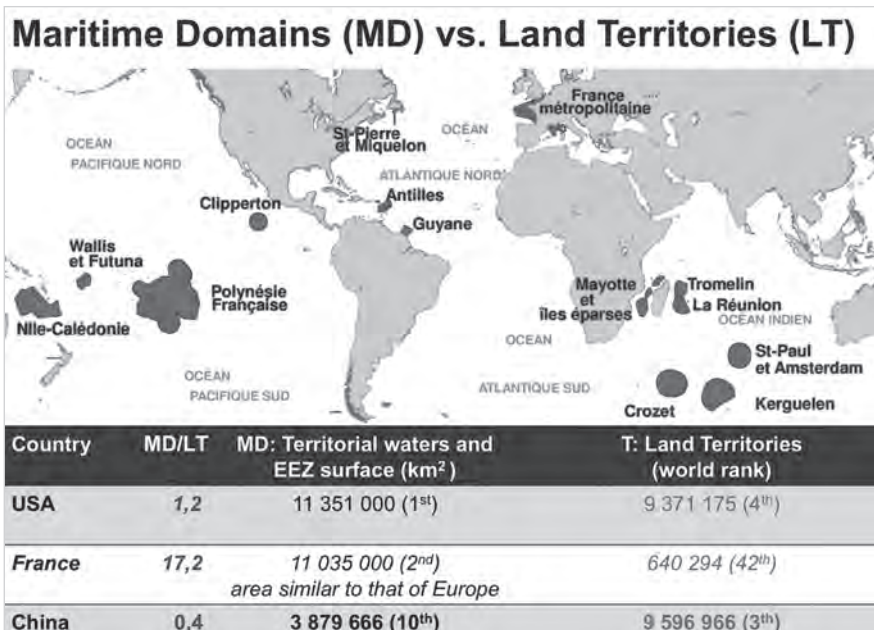 Maritime Domains (MD) vs. Land Territories (LT)
France
métropolitaine
St-Pierre
et Miquelon
OCÉAN
OCÉAN
PACIFIQUE NORD
ATLANTIQUE NORD
Antilles
Clipperton
Guyane
Wallis
et Futuna
Polynésie
Française
Nlle-Calédonie
Mayotte
et
îles éparses
Tromelin
La Réunion
OCÉAN INDIEN
OCEAN
St-Paul
et Amsterdam
OCÉAN
PACIFIQUE SUD
ATLANTIQUE SUD
Crozet
Kerguelen
Country MD/LT MD: Territorial waters and EEZ surface (km²) T: Land Territories (world rank)
USA 1,2 11 351 000 (1st) 9 371 175 (4th)
France 17,2 11 035 000 (2nd) 640 294 (42th)
area similar to that of Europe
China 0,4 3 879 666 (10th) 9 596 966 (3th)